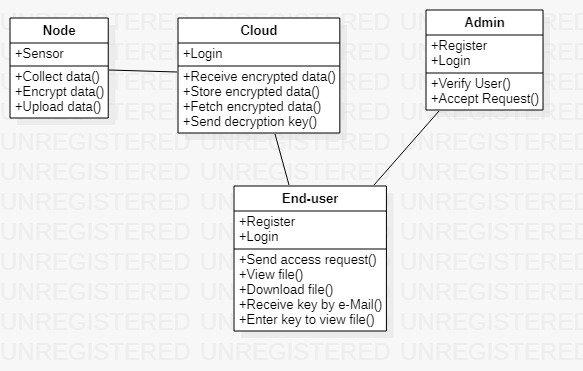 Node
+Sensor
+Collect data()
+Encrypt data()
+Upload data()
Cloud
+Login
+Receive encrypted data()
+Store encrypted data()
+Fetch encrypted data()
+Send decryption key()
Admin
+Register
+Login
+Verify User()
+Accept Request()
End-user
+Register
+Login
+Send access request()
+View file()
+Download file()
+Receive key by e-Mail()
+Enter key to view file()
UNREGISTERED UNREGISTERED UNREGISTERED